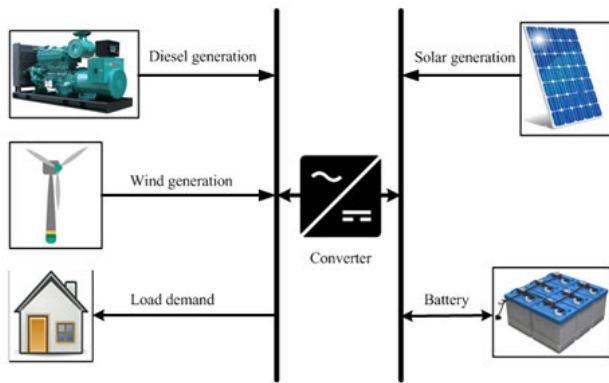 Diesel generation
Solar generation
Wind generation
Converter
Load demand
Battery